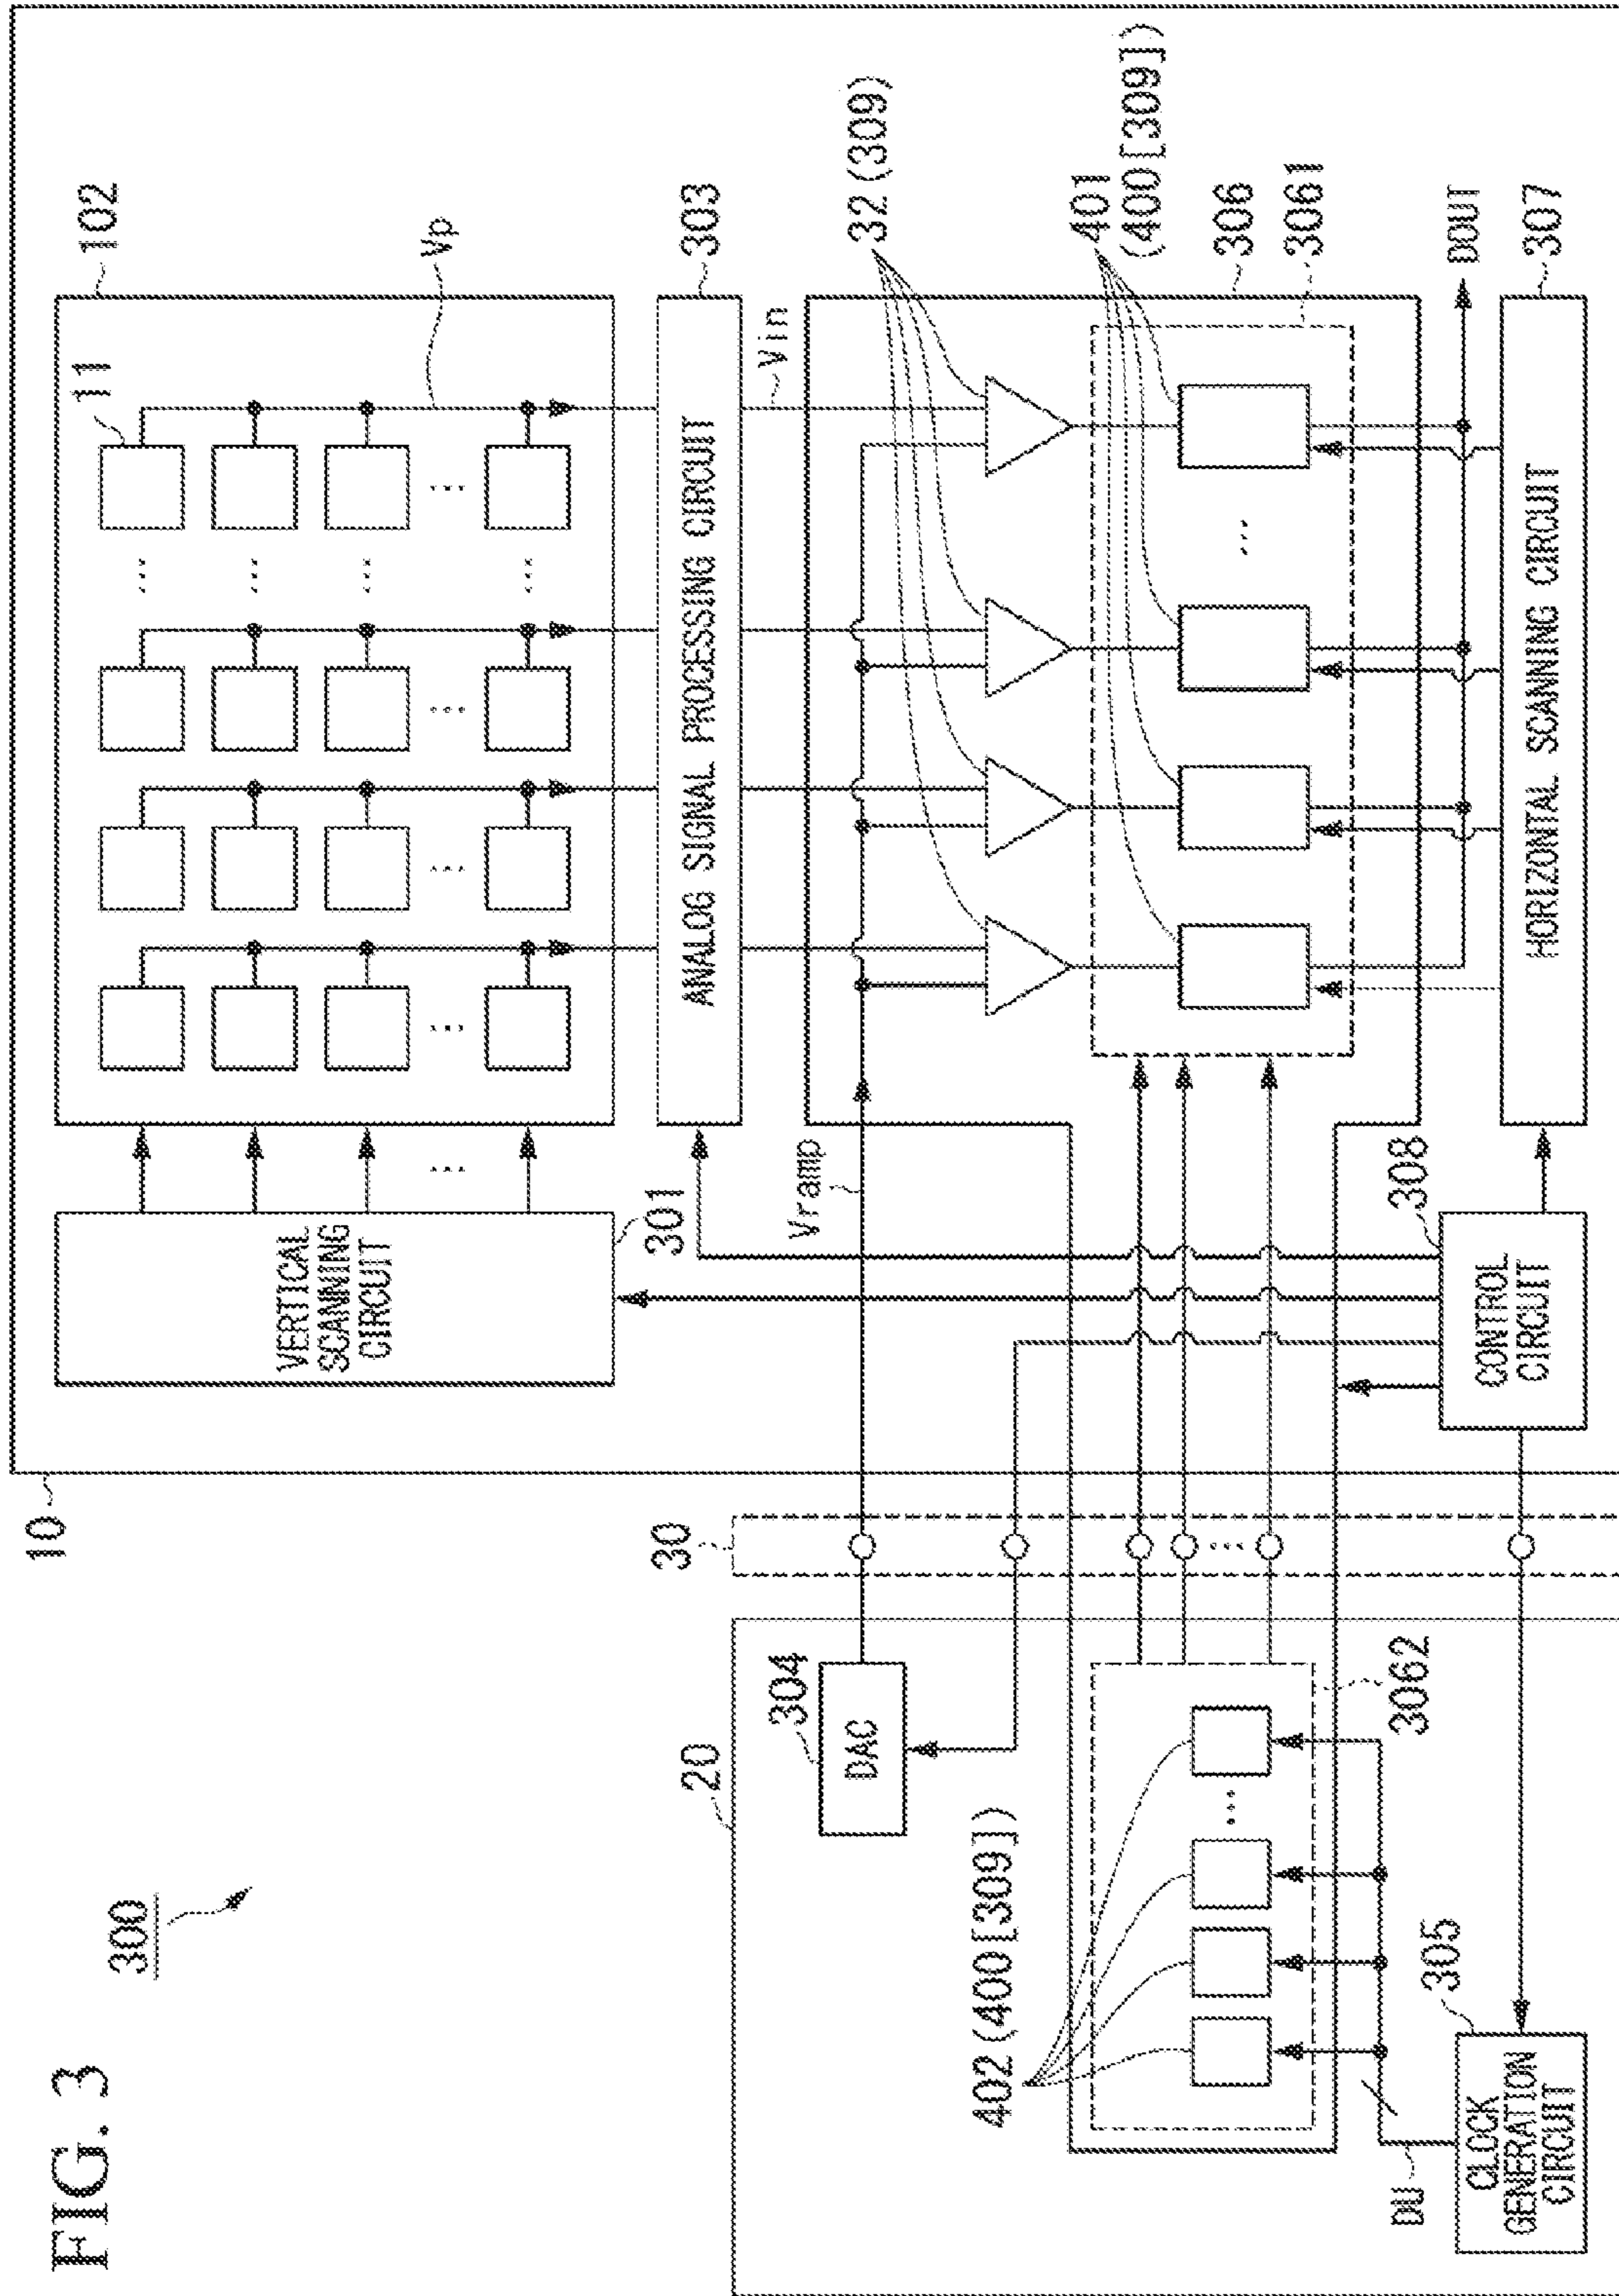 FIG. 3
300
10
20
30
VERTICAL
SCANNING
CIRCUIT
301
11
102
Vp
ANALOG SIGNAL PROCESSING CIRCUIT
303
Vin
304
DAC
Vramp
32 (309)
402 (400 [309])
401
(400 [309])
306
3061
3062
DU
CLOCK
GENERATION
CIRCUIT
305
CONTROL
CIRCUIT
308
DOUT
HORIZONTAL SCANNING CIRCUIT
307